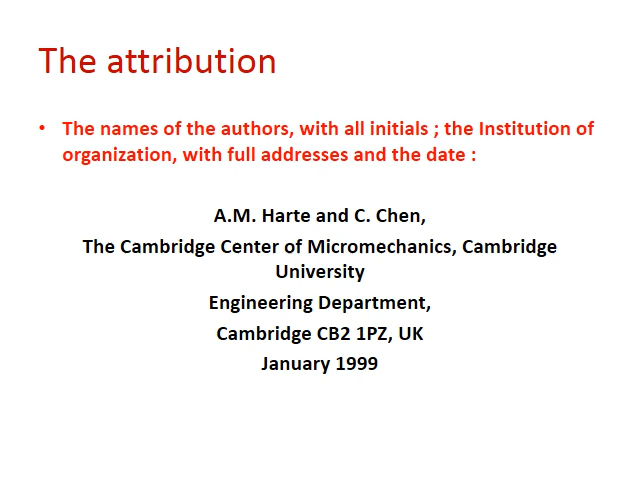 The attribution
• The names of the authors, with all initials ; the Institution of
organization, with full addresses and the date :
A.M. Harte and C. Chen,
The Cambridge Center of Micromechanics, Cambridge
University
Engineering Department,
Cambridge CB2 1PZ, UK
January 1999